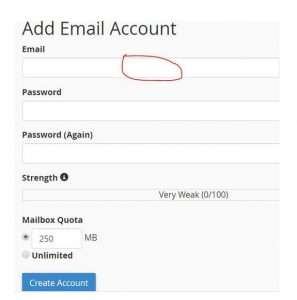 Add Email Account
Email
Password
Password (Again)
Strength
Very Weak (0/100)
Mailbox Quota
250 MB
Unlimited
Create Account